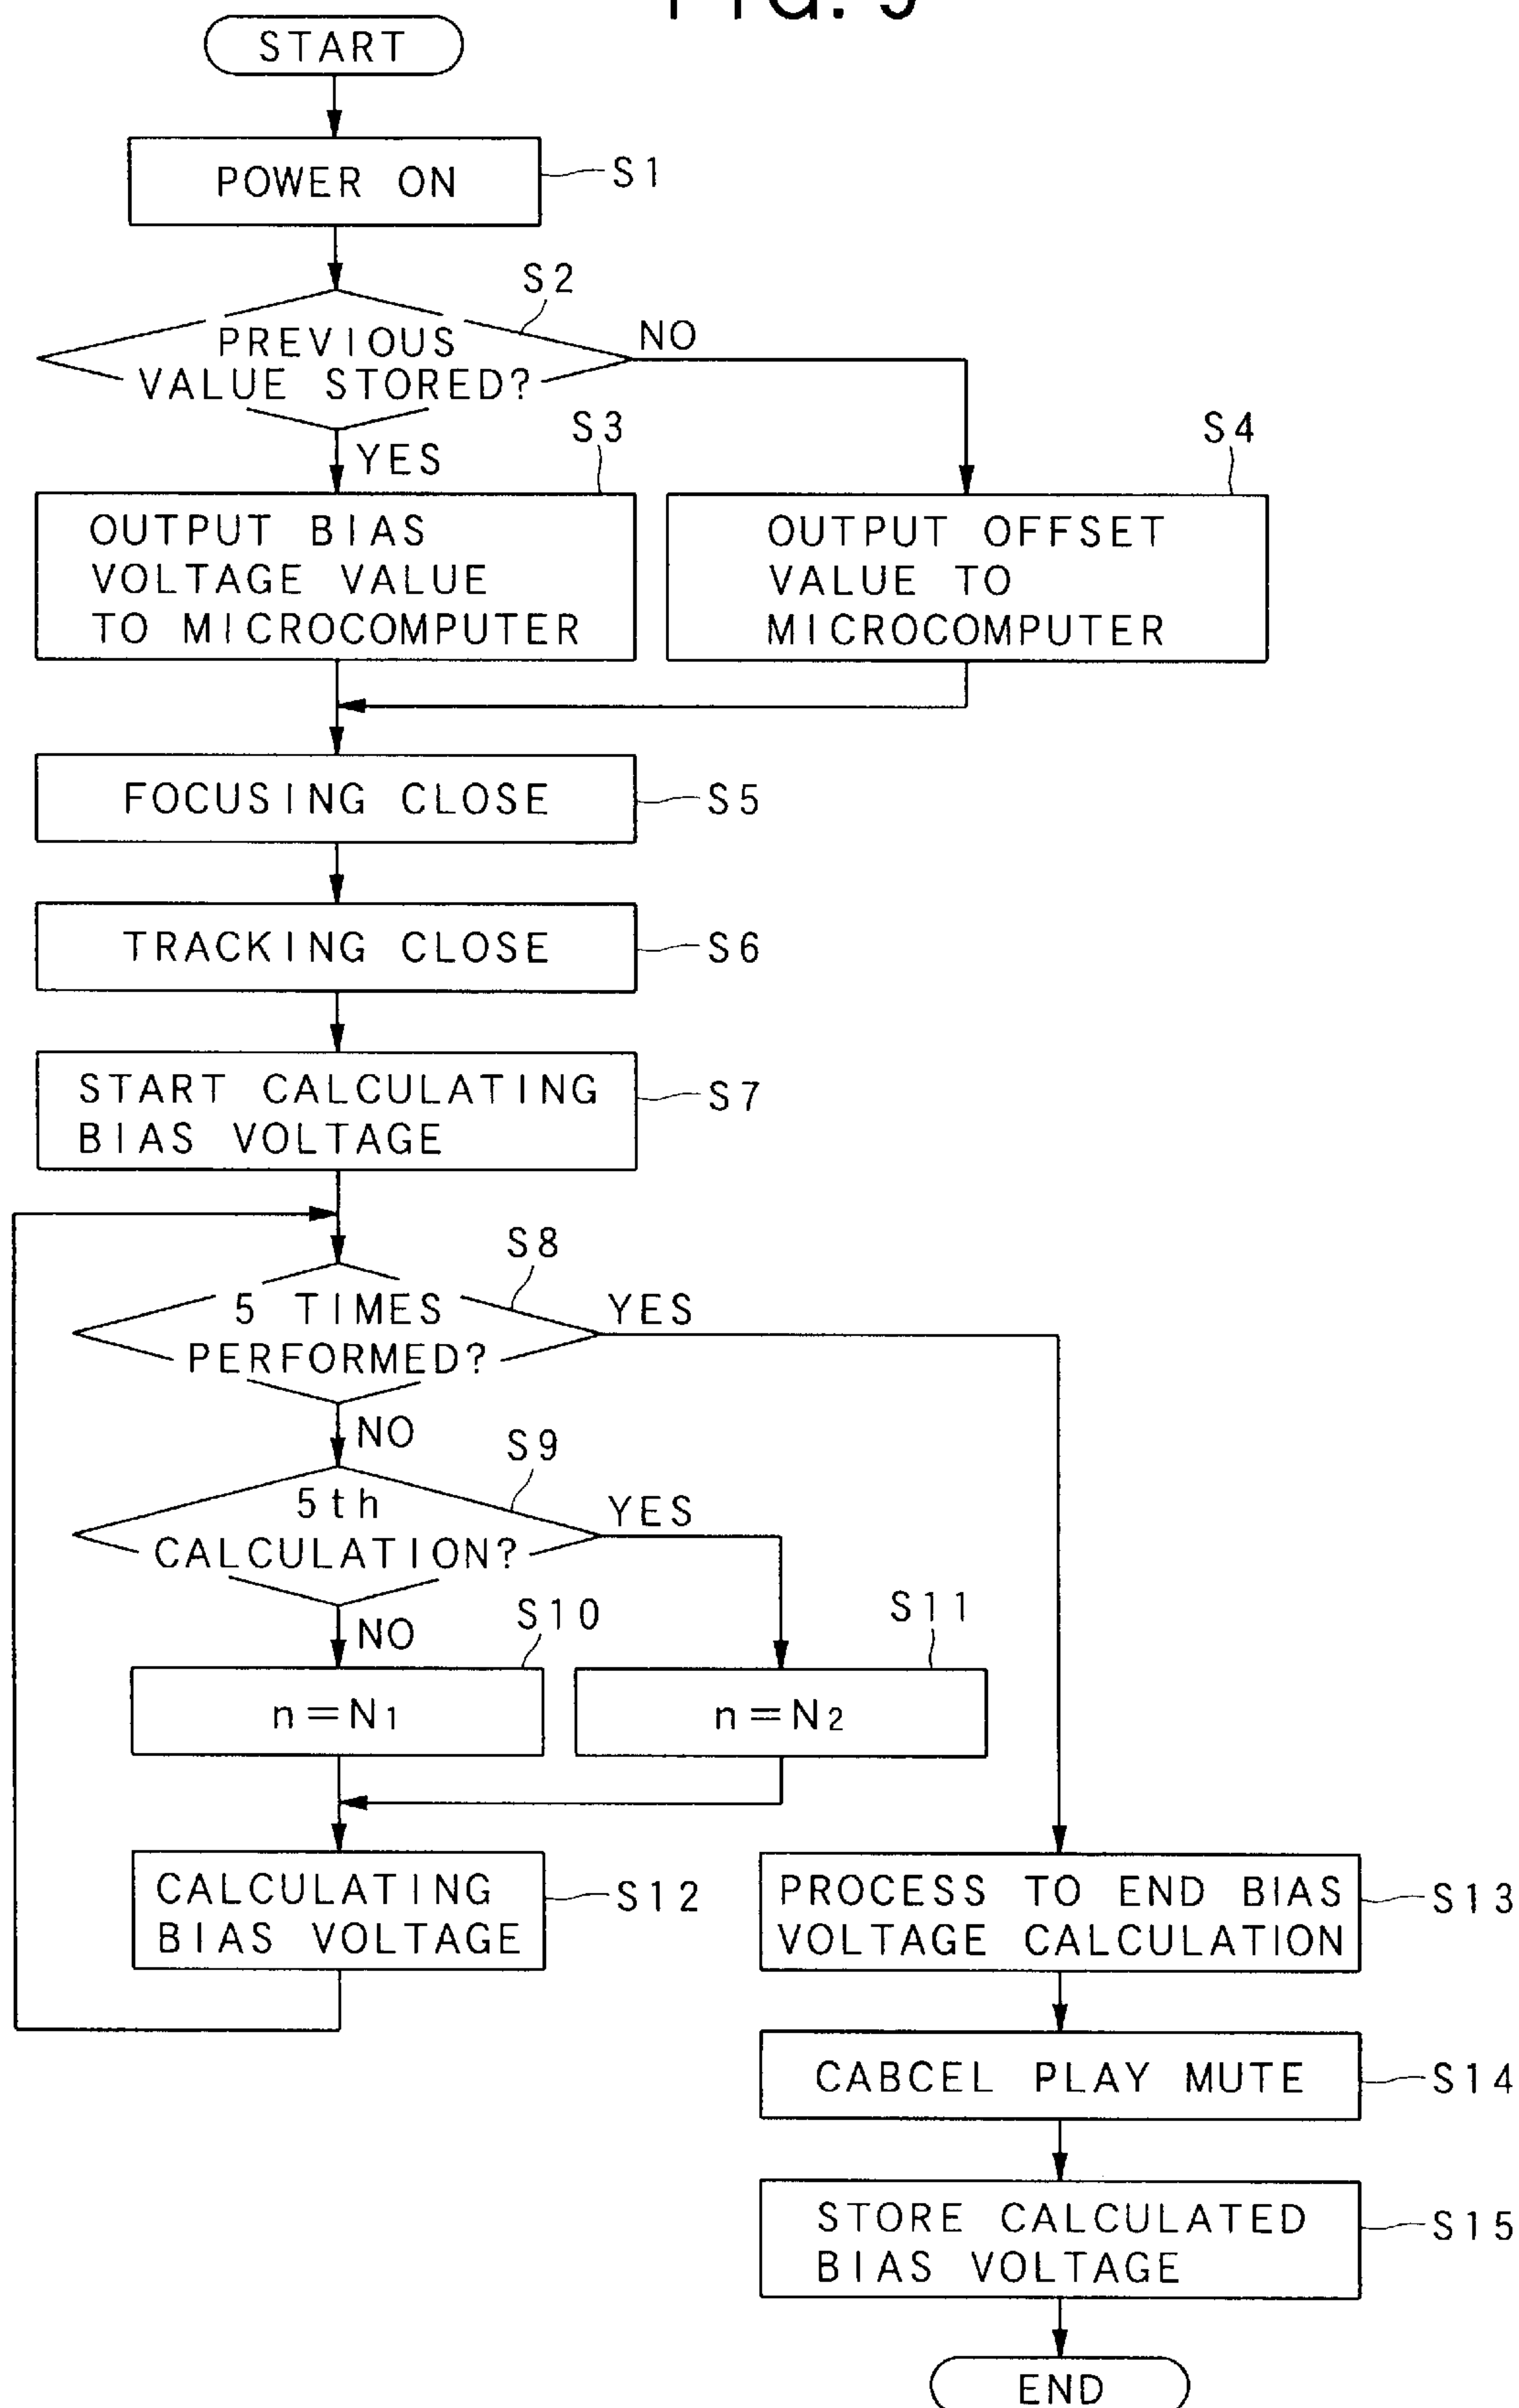 START
POWER ON
S1
S2
PREVIOUS
VALUE STORED?
NO
YES
S3
OUTPUT BIAS
VOLTAGE VALUE
TO MICROCOMPUTER
S4
OUTPUT OFFSET
VALUE TO
MICROCOMPUTER
FOCUSING CLOSE
S5
TRACKING CLOSE
S6
START CALCULATING
BIAS VOLTAGE
S7
S8
5 TIMES
PERFORMED?
YES
NO
S9
5th
CALCULATION?
YES
NO
S10
n=N1
S11
n=N2
CALCULATING
BIAS VOLTAGE
S12
PROCESS TO END BIAS
VOLTAGE CALCULATION
S13
CABCEL PLAY MUTE
S14
STORE CALCULATED
BIAS VOLTAGE
S15
END